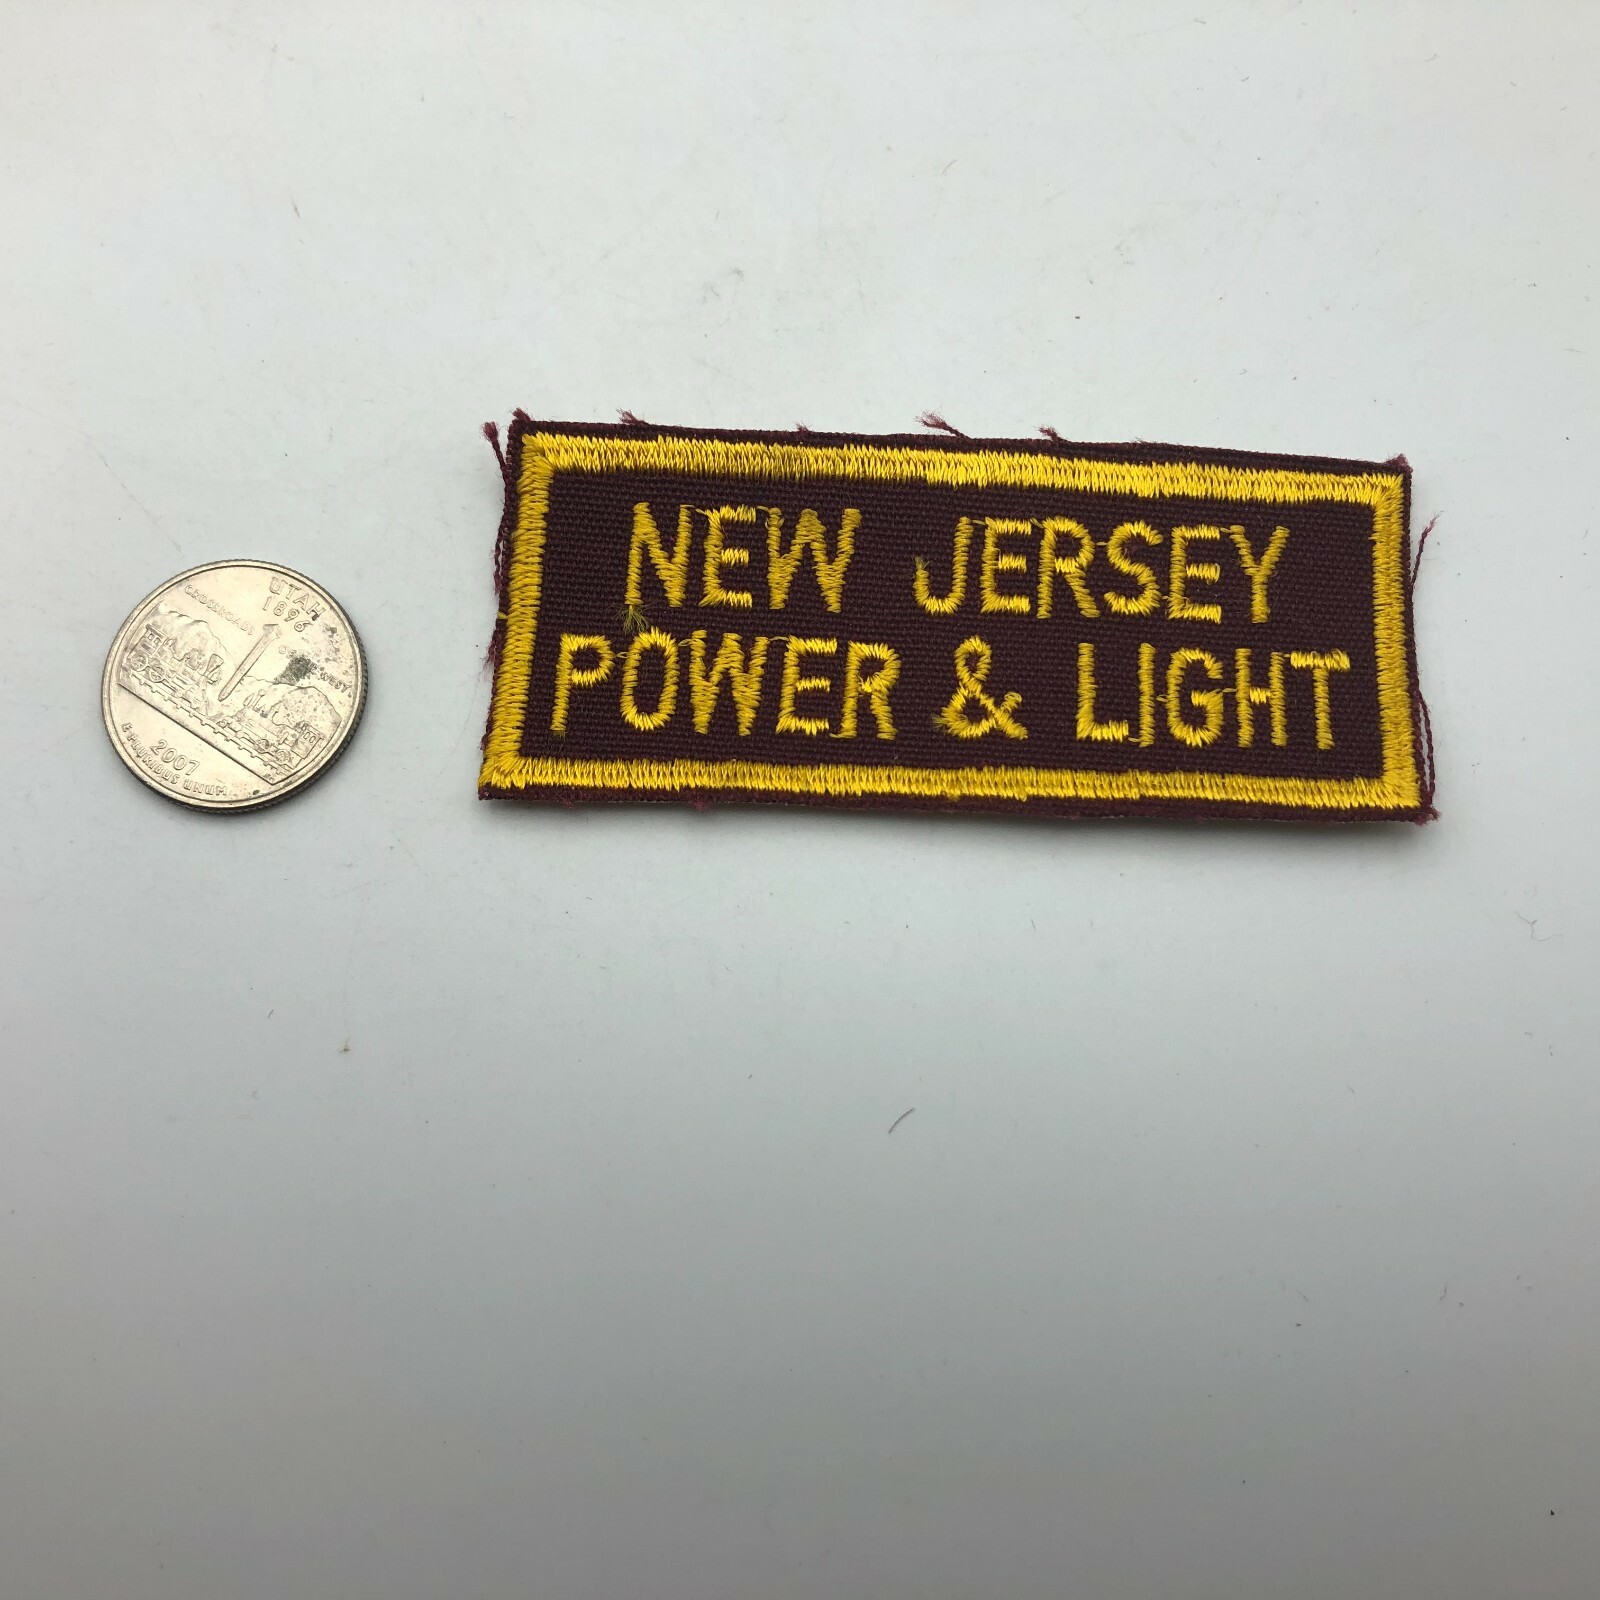 NEW JERSEY
POWER & LIGHT
UTAH
1896
CROSSROADS
OF THE
WEST
2007
E PLURIBUS UNUM